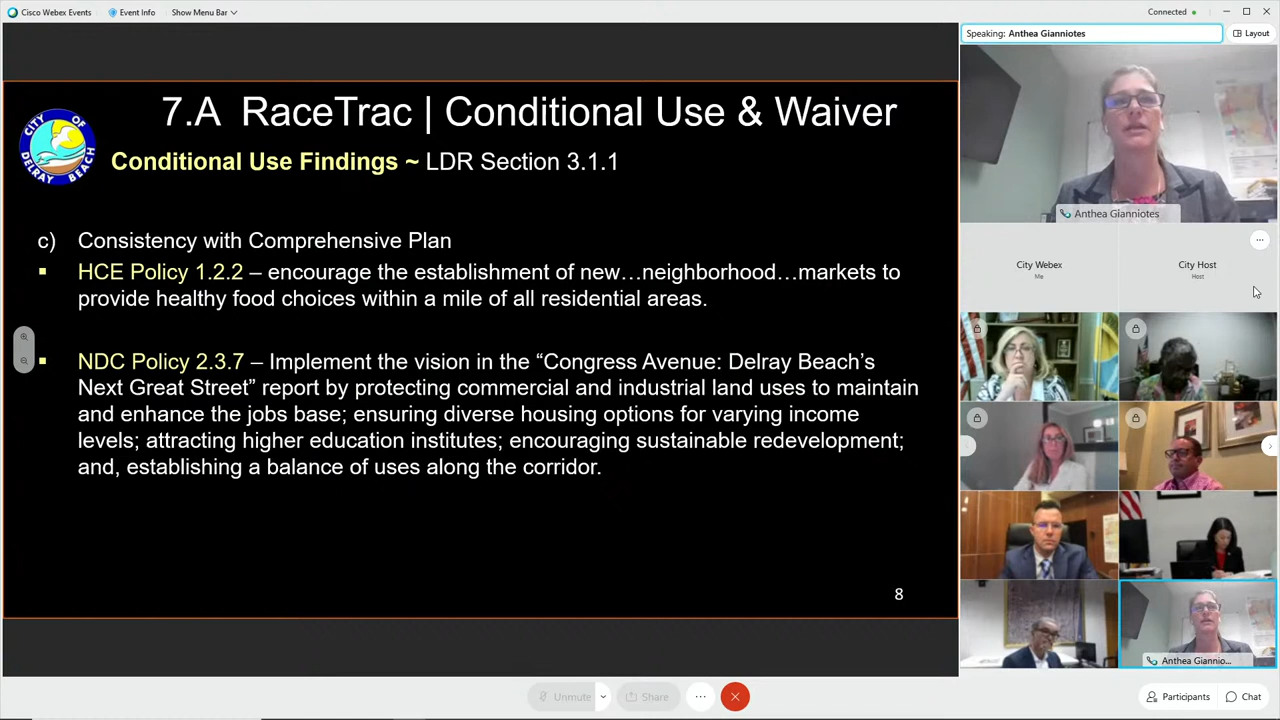 Cisco Webex Events
Event Info
Show Menu Bar
Connected
Speaking: Anthea Gianniotes
Layout
CITY OF
DELRAY BEACH
7.A RaceTrac | Conditional Use & Waiver
Conditional Use Findings ~ LDR Section 3.1.1
c) Consistency with Comprehensive Plan
▪ HCE Policy 1.2.2 – encourage the establishment of new…neighborhood…markets to
provide healthy food choices within a mile of all residential areas.
▪ NDC Policy 2.3.7 – Implement the vision in the “Congress Avenue: Delray Beach’s
Next Great Street” report by protecting commercial and industrial land uses to maintain
and enhance the jobs base; ensuring diverse housing options for varying income
levels; attracting higher education institutes; encouraging sustainable redevelopment;
and, establishing a balance of uses along the corridor.
8
Anthea Gianniotes
City Webex
Me
City Host
Host
Anthea Giannio...
Unmute
Share
Participants
Chat